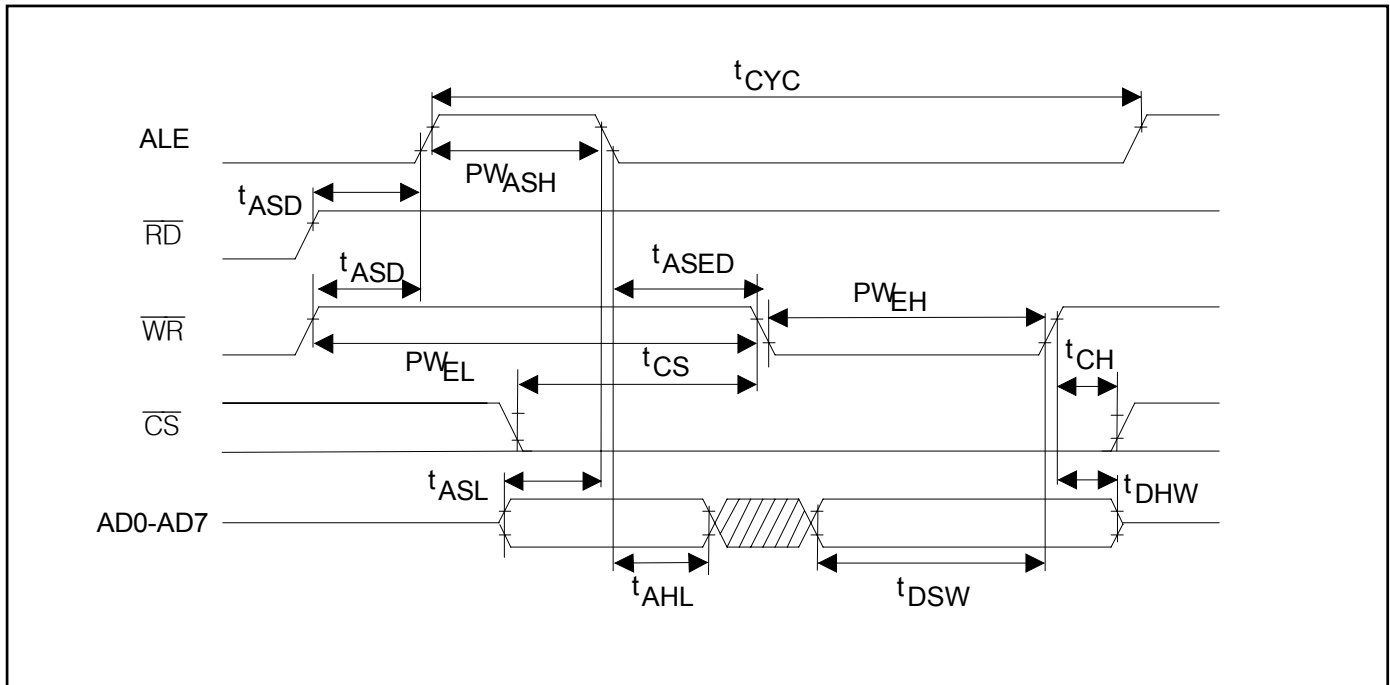 tCYC
ALE
PWASH
tASD
RD
tASD
tASED
PWEH
WR
PWEL
tCS
tCH
CS
tASL
tDHW
AD0-AD7
tAHL
tDSW